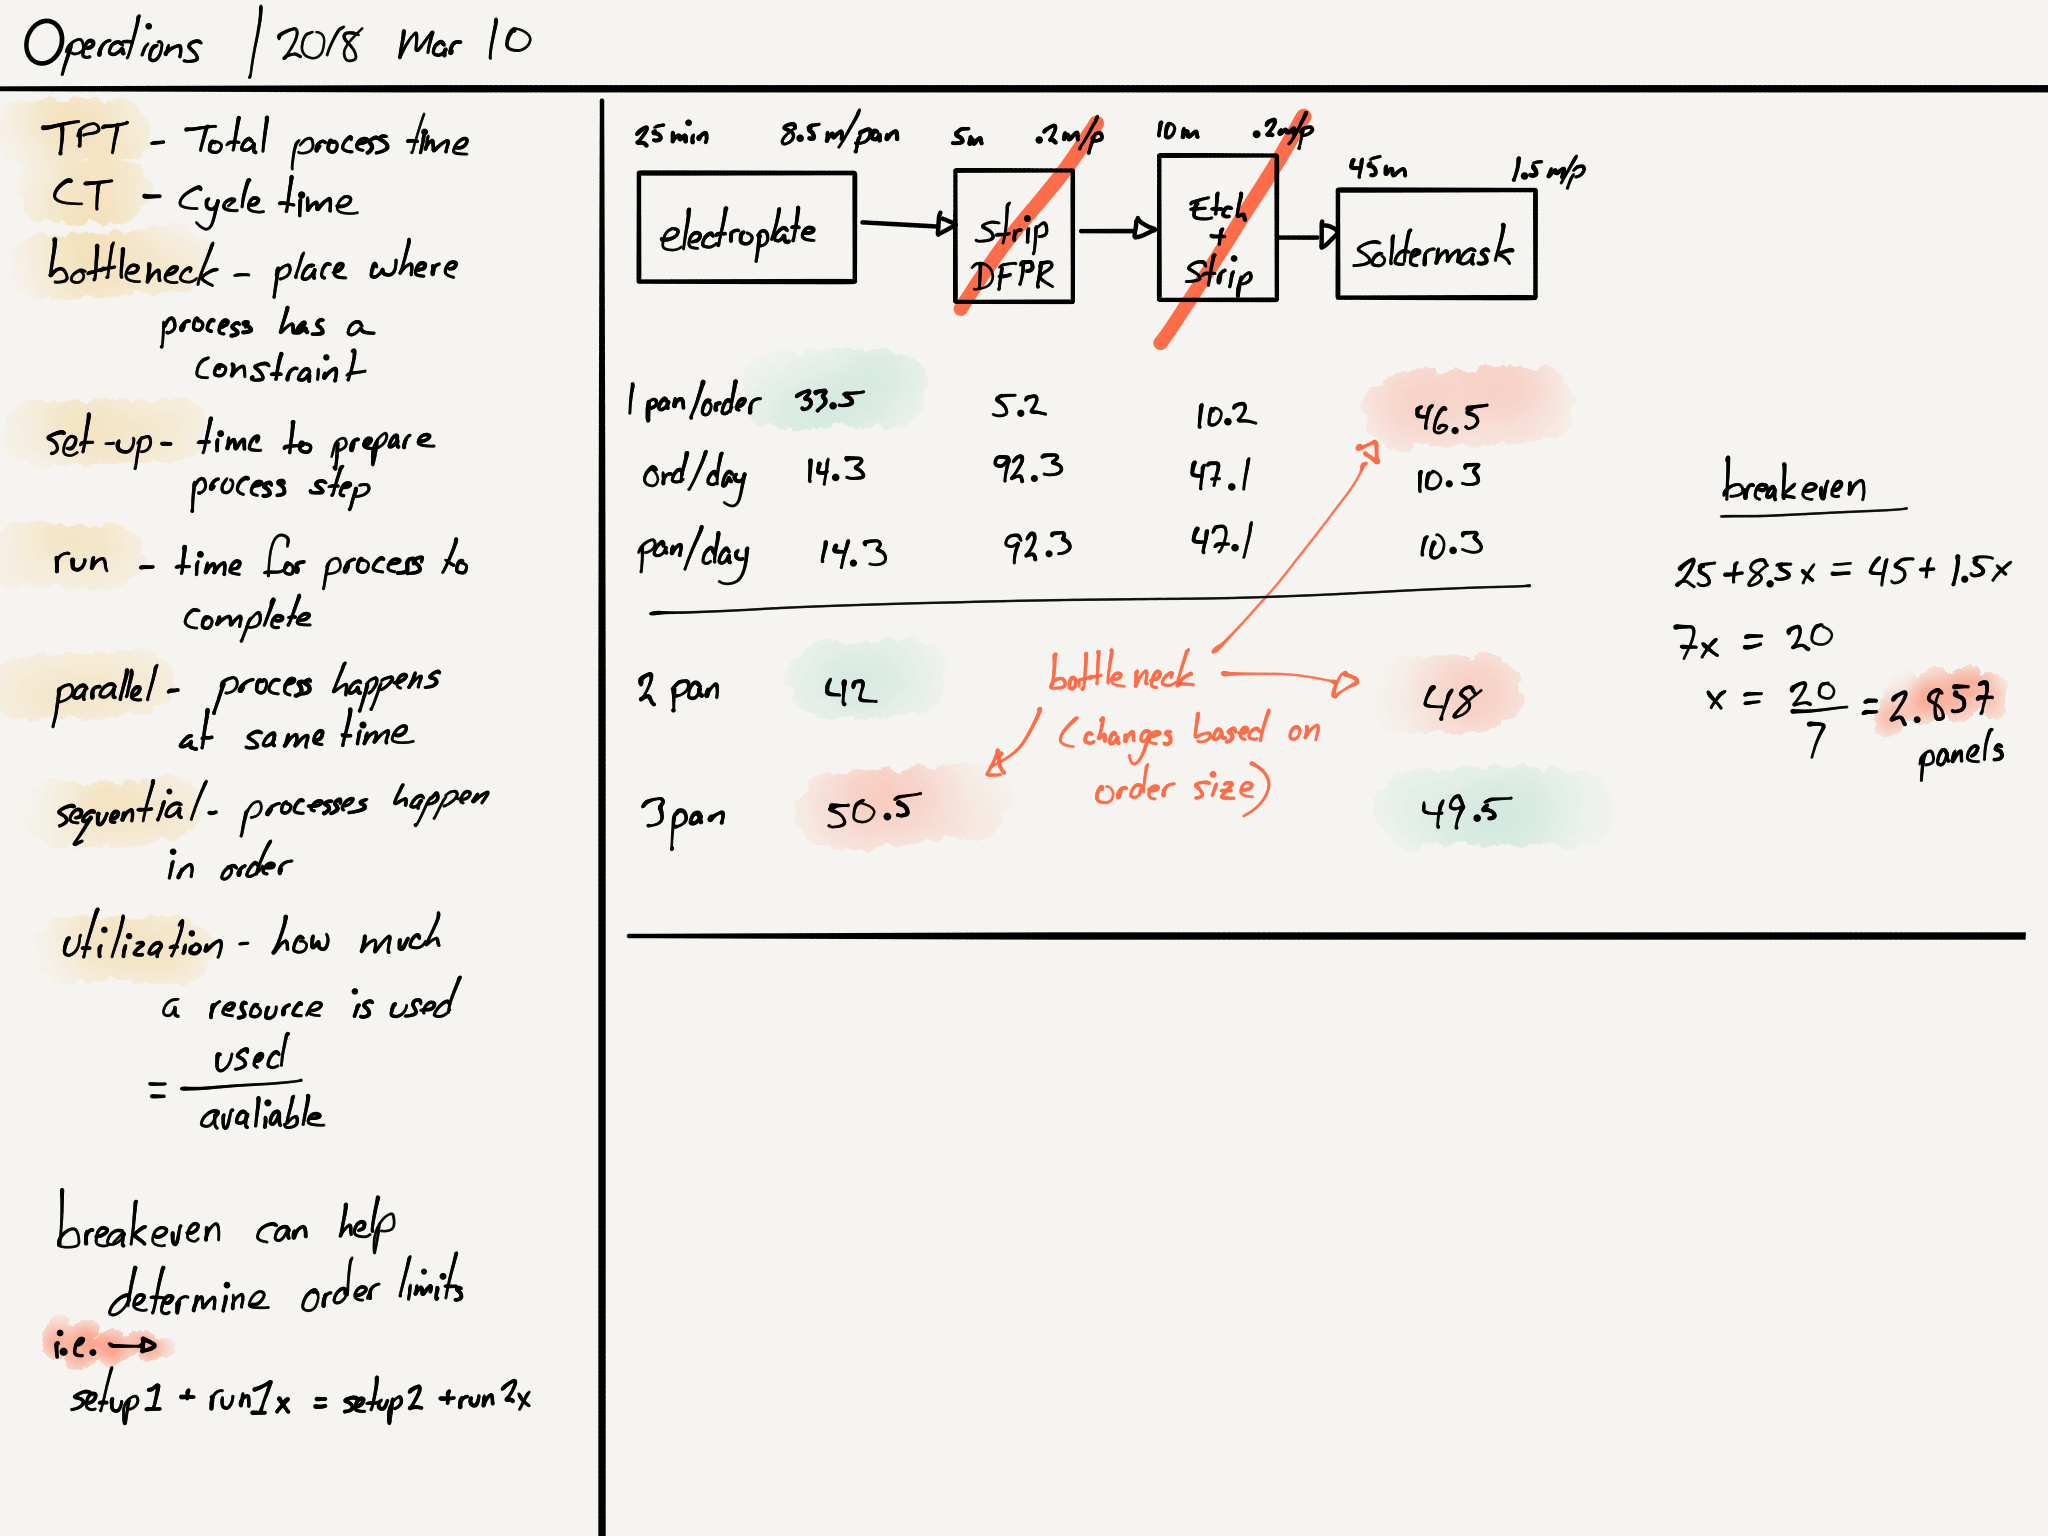 Operations | 2018 Mar 10
TPT - Total process time
CT - Cycle time
bottleneck - place where
process has a
constraint
set-up - time to prepare
process step
run - time for process to
complete
parallel - process happens
at same time
sequential - processes happen
in order
utilization - how much
a resource is used
= used
avaliable
breakeven can help
determine order limits
i.e. →
setup1 + run1x = setup2 + run2x
25 min 8.5 m/pan 5m .2m/p 10m .2m/p 45m 1.5 m/p
electroplate
strip
DFPR
Etch
+
Strip
Soldermask
1 pan/order 33.5 5.2 10.2 46.5
ord/day 14.3 92.3 47.1 10.3
pan/day 14.3 92.3 47.1 10.3
2 pan 42 48
3 pan 50.5 49.5
bottleneck
(changes based on
order size)
breakeven
25 + 8.5x = 45 + 1.5x
7x = 20
x = 20/7 = 2.857
panels